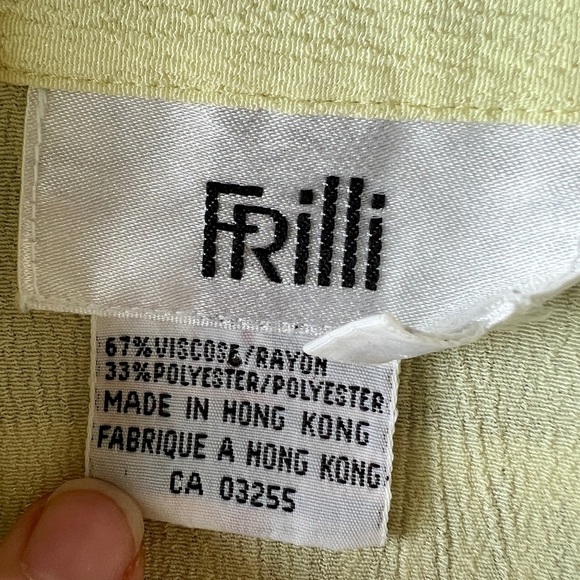 FRilli
67% VISCOSE/RAYON
33% POLYESTER/POLYESTER
MADE IN HONG KONG
FABRIQUE A HONG KONG
CA 03255